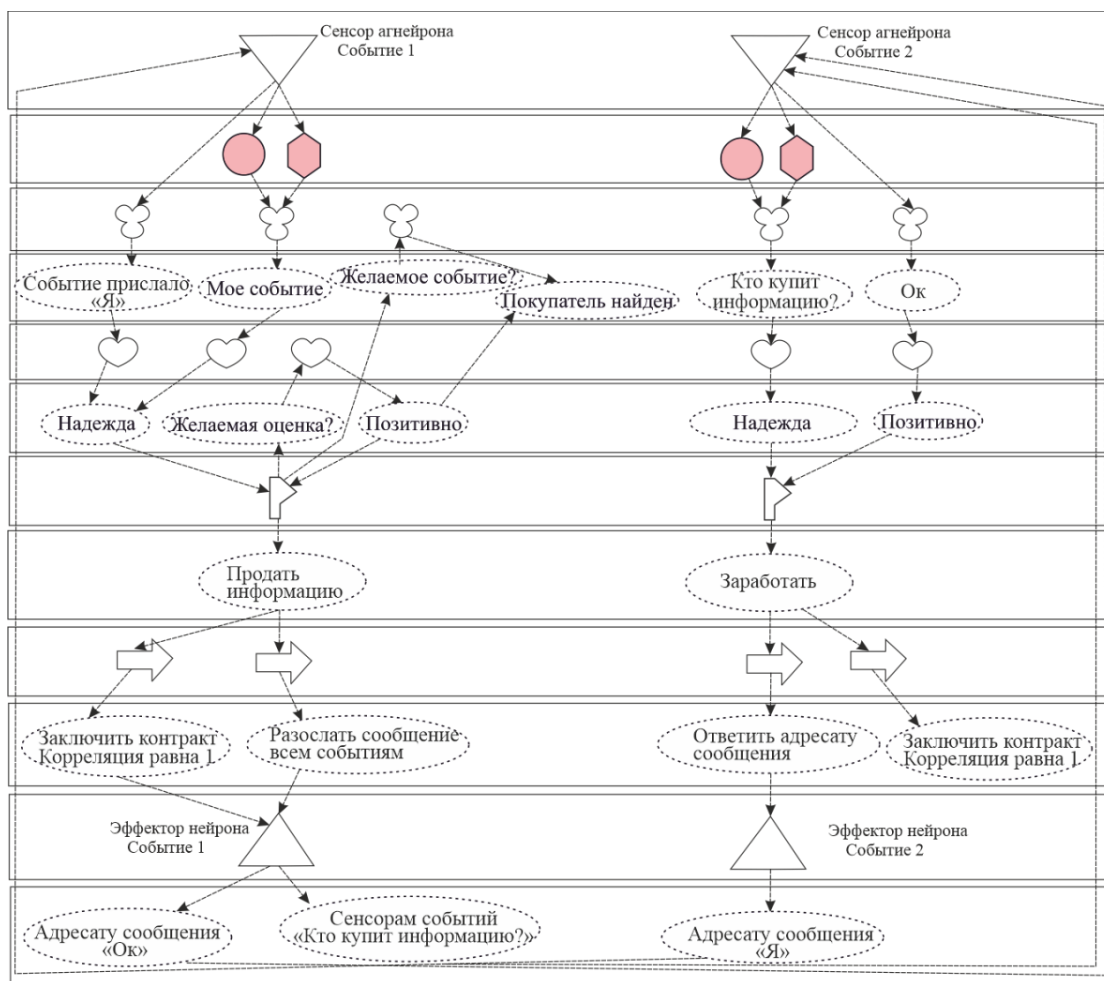 Сенсор агнейрона
Событие 1
Сенсор агнейрона
Событие 2
Событие прислало
«Я»
Мое событие
Желаемое событие?
Покупатель найден
Кто купит
информацию?
Ок
Надежда
Желаемая оценка?
Позитивно
Надежда
Позитивно
Продать
информацию
Заработать
Заключить контракт
Корреляция равна 1
Разослать сообщение
всем событиям
Ответить адресату
сообщения
Заключить контракт
Корреляция равна 1
Эффектор нейрона
Событие 1
Эффектор нейрона
Событие 2
Адресату сообщения
«Ок»
Сенсорам событий
«Кто купит информацию?»
Адресату сообщения
«Я»